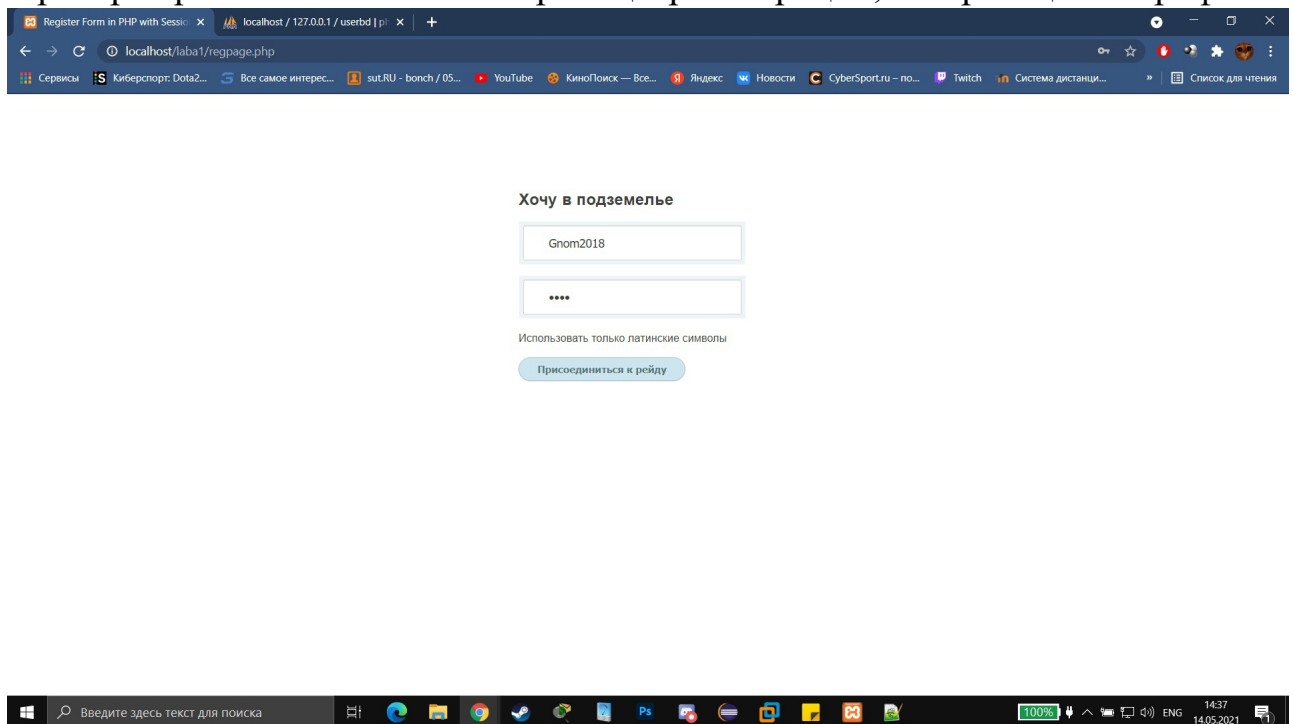 Register Form in PHP with Sessio
localhost / 127.0.0.1 / userbd | ph
localhost/laba1/regpage.php
Сервисы
Киберспорт: Dota2...
Все самое интерес...
sut.RU - bonch / 05...
YouTube
КиноПоиск — Все...
Яндекс
Новости
CyberSport.ru – по...
Twitch
Система дистанци...
»
Список для чтения
Хочу в подземелье
Gnom2018
••••
Использовать только латинские символы
Присоединиться к рейду
Введите здесь текст для поиска
Ps
100%
ENG
14:37
14.05.2021
1